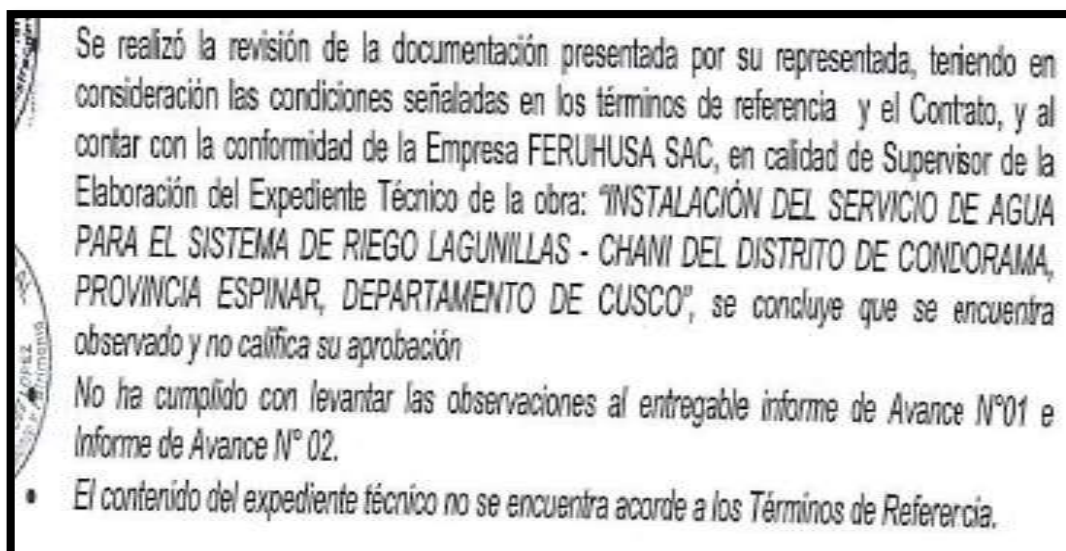 Se realizó la revisión de la documentación presentada por su representada, teniendo en
consideración las condiciones señaladas en los términos de referencia y el Contrato, y al
contar con la conformidad de la Empresa FERUHUSA SAC, en calidad de Supervisor de la
Elaboración del Expediente Técnico de la obra: "INSTALACIÓN DEL SERVICIO DE AGUA
PARA EL SISTEMA DE RIEGO LAGUNILLAS - CHANI DEL DISTRITO DE CONDORAMA,
PROVINCIA ESPINAR, DEPARTAMENTO DE CUSCO", se concluye que se encuentra
observado y no califica su aprobación
No ha cumplido con levantar las observaciones al entregable informe de Avance N°01 e
Informe de Avance N° 02.
• El contenido del expediente técnico no se encuentra acorde a los Términos de Referencia.